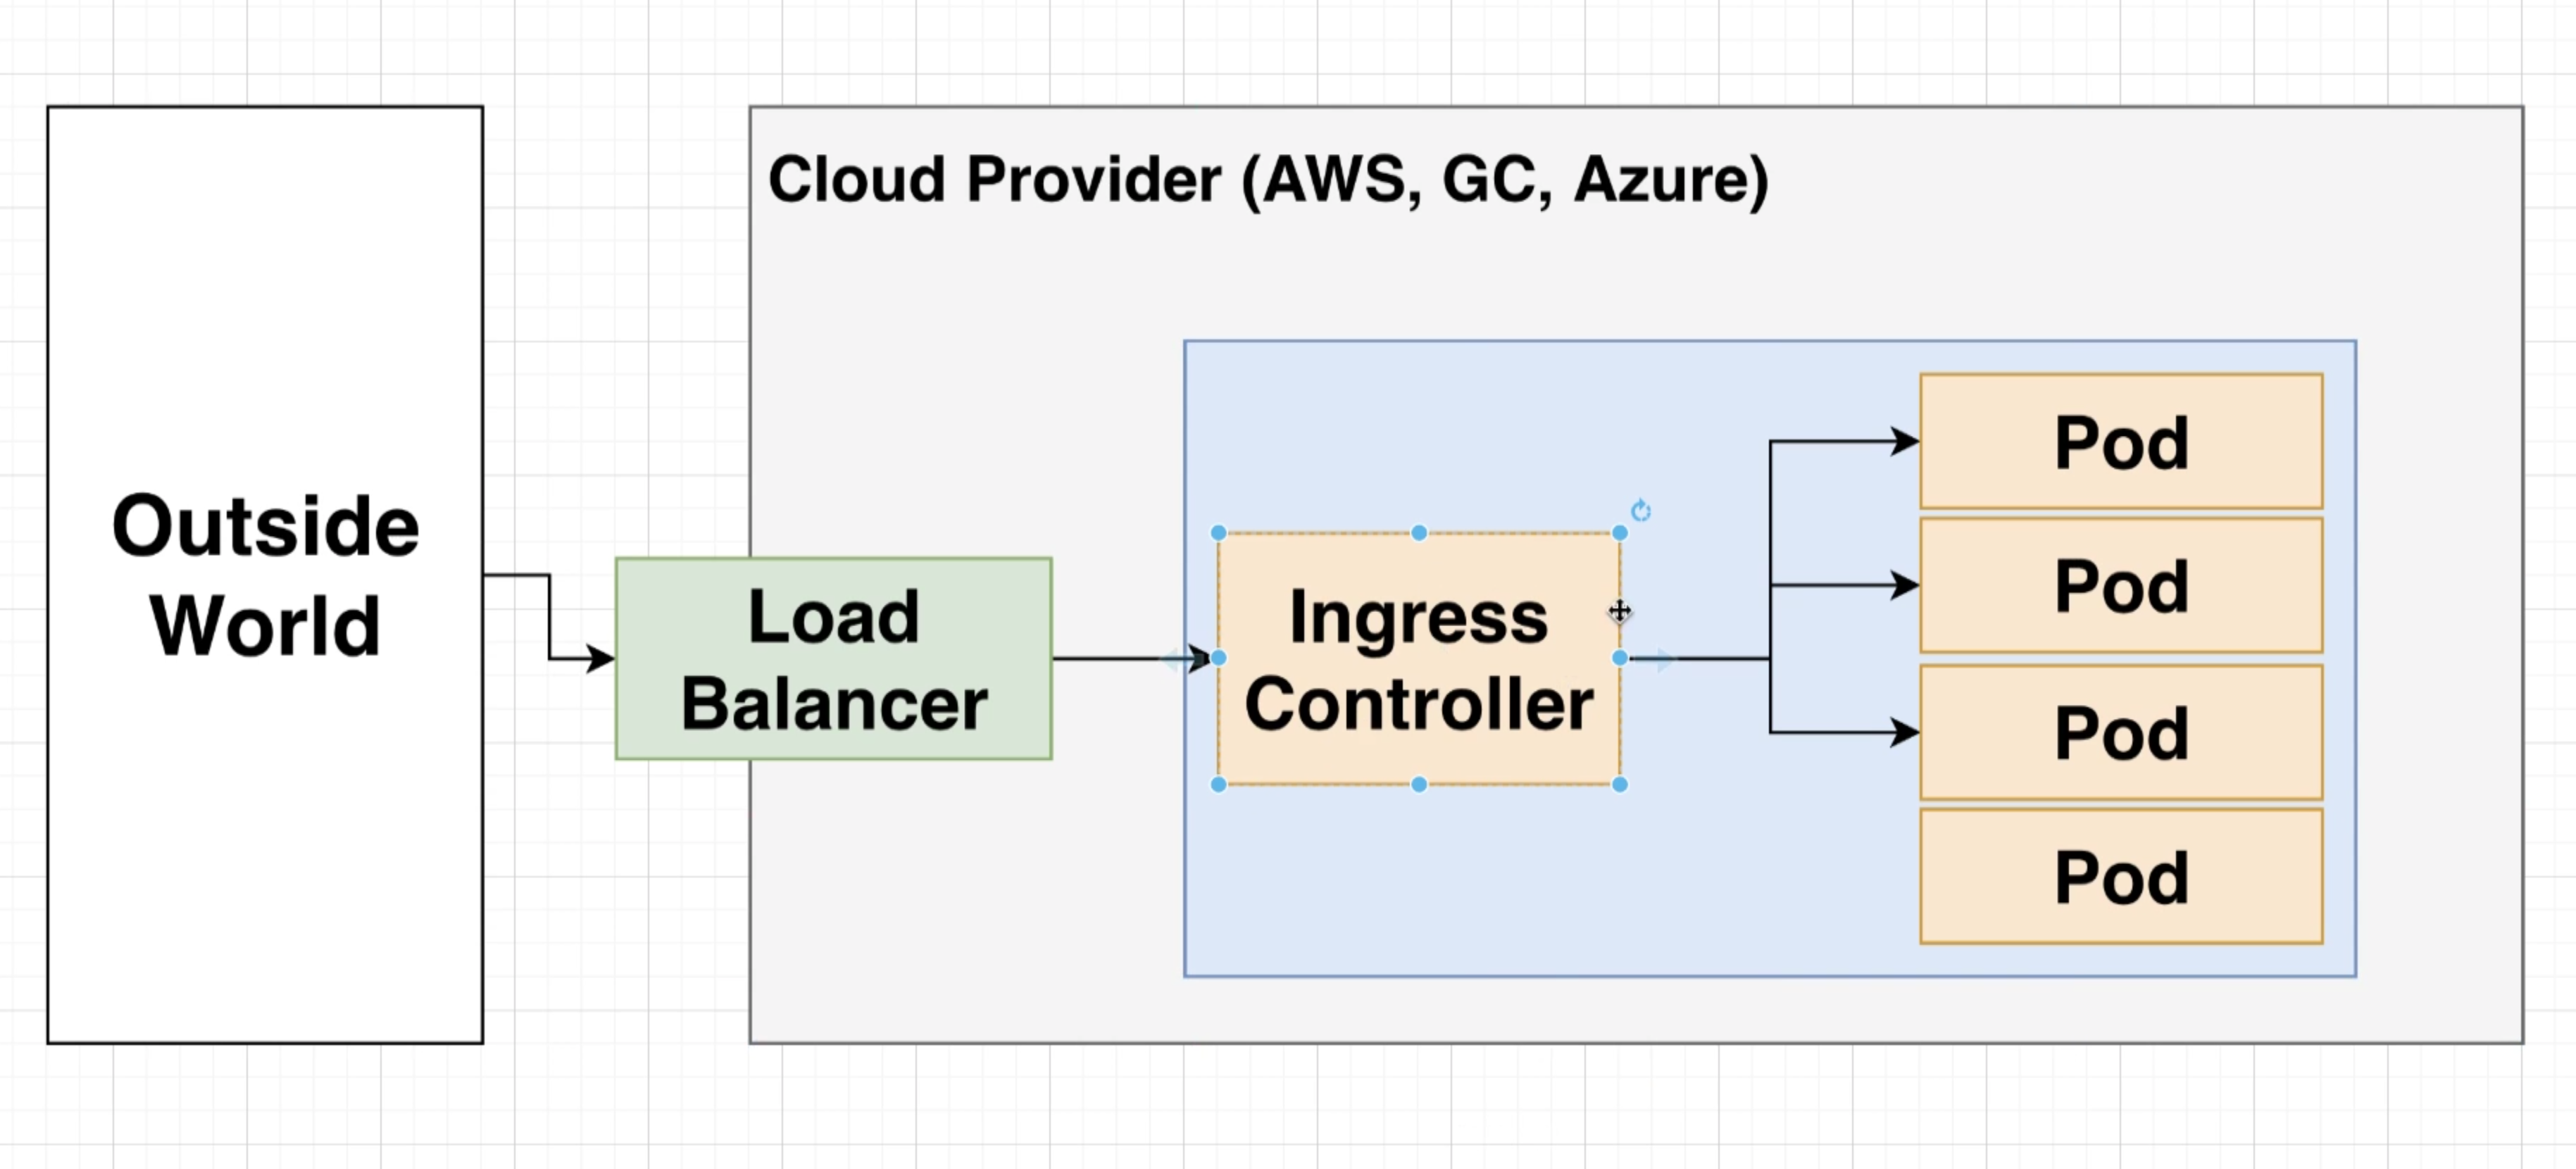 Cloud Provider (AWS, GC, Azure)
Outside
World
Load
Balancer
Ingress
Controller
Pod
Pod
Pod
Pod